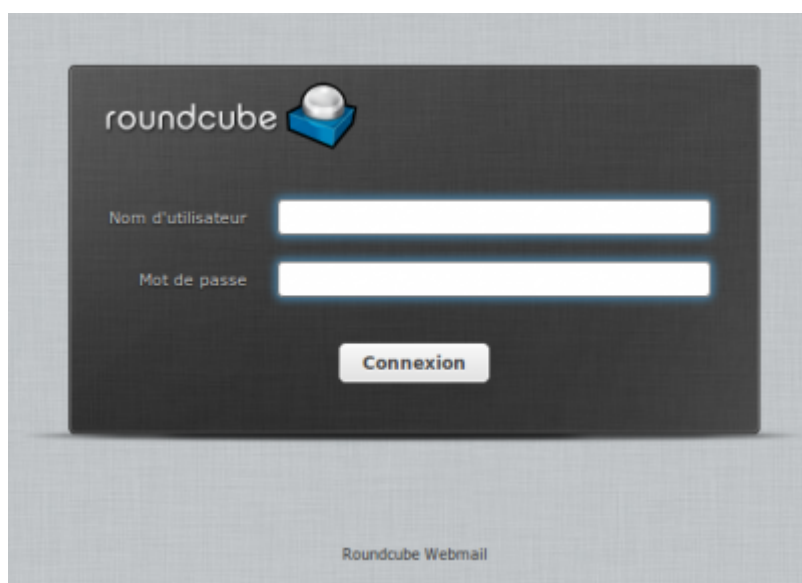 roundcube
Nom d'utilisateur
Mot de passe
Connexion
Roundcube Webmail